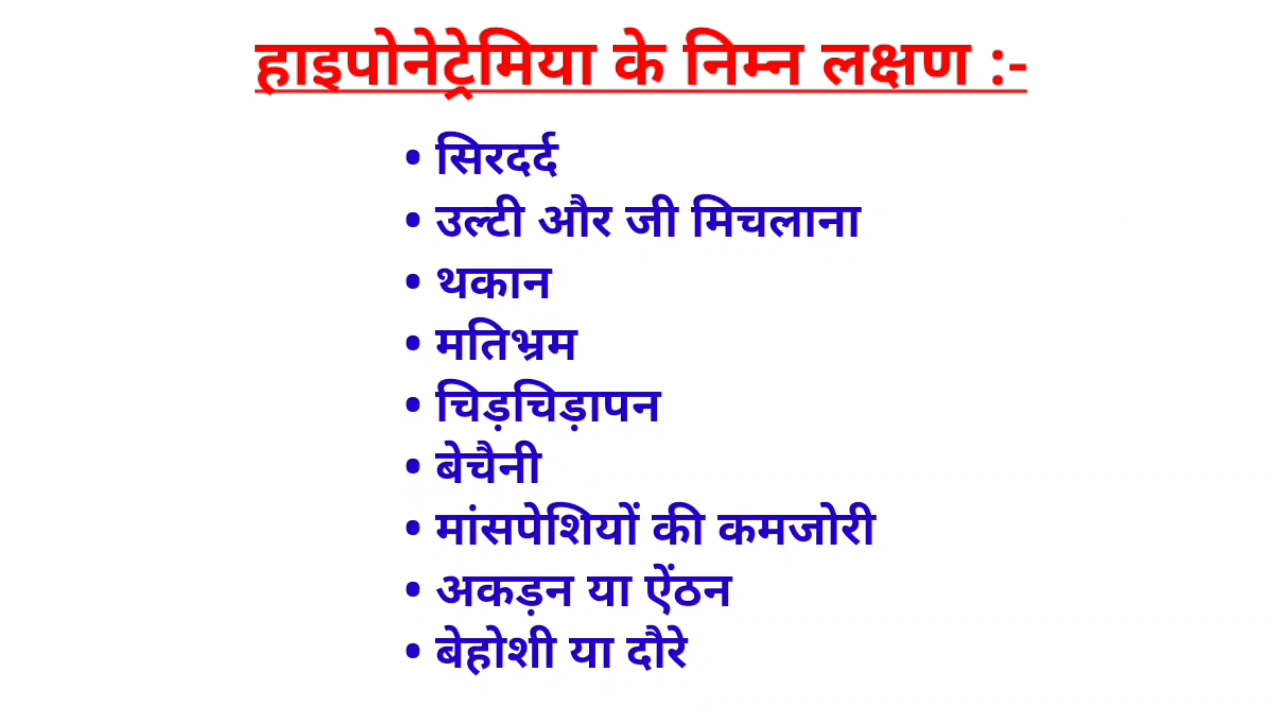 हाइपोनेट्रेमिया के निम्न लक्षण :-
• सिरदर्द
• उल्टी और जी मिचलाना
• थकान
• मतिभ्रम
• चिड़चिड़ापन
• बेचैनी
• मांसपेशियों की कमजोरी
• अकड़न या ऐंठन
• बेहोशी या दौरे